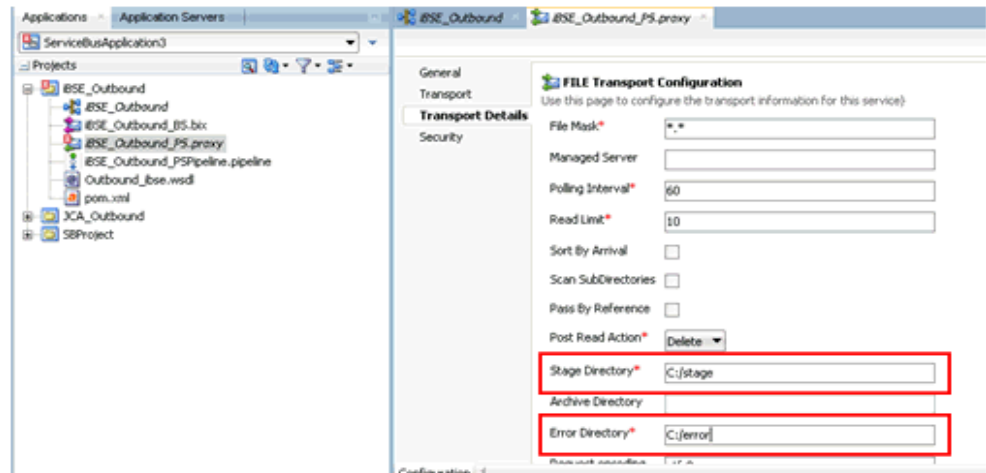 Applications
Application Servers
ServiceBusApplication3
Projects
iBSE_Outbound
iBSE_Outbound
iBSE_Outbound_BS.bix
iBSE_Outbound_PS.proxy
iBSE_Outbound_PSPipeline.pipeline
Outbound_ibse.wsdl
pom.xml
JCA_Outbound
SBProject
iBSE_Outbound
iBSE_Outbound_PS.proxy
General
Transport
Transport Details
Security
FILE Transport Configuration
Use this page to configure the transport information for this service}
File Mask* *.*
Managed Server
Polling Interval* 60
Read Limit* 10
Sort By Arrival
Scan SubDirectories
Pass By Reference
Post Read Action* Delete
Stage Directory* C:/stage
Archive Directory
Error Directory* C:/error
Request encoding
Configuration